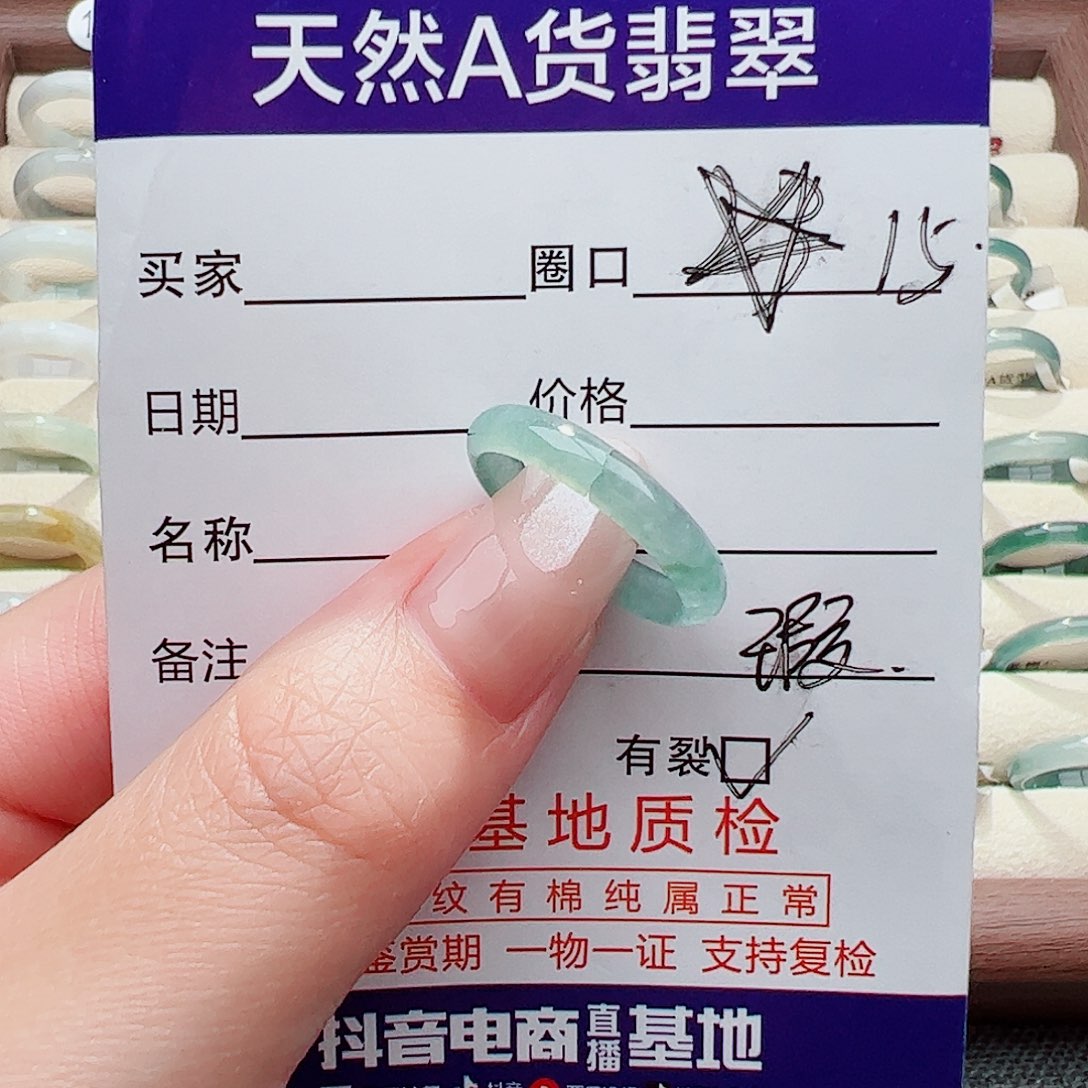 天然A货翡翠
买家 圈口 15
日期 价格
名称
备注 瑕.
有裂
基地质检
纹有棉纯属正常
鉴赏期 一物一证 支持复检
抖音电商直播基地